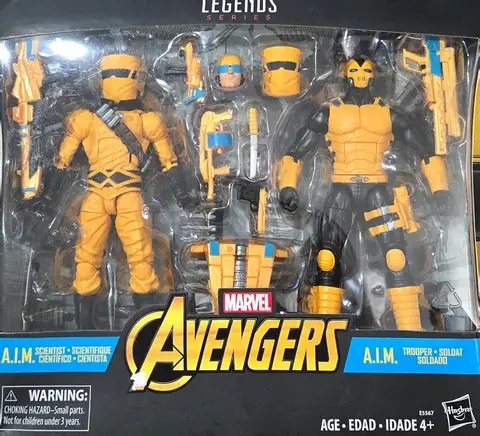 LEGENDS
SERIES
MARVEL
AVENGERS
A.I.M. SCIENTIST • SCIENTIFIQUE
CIENTÍFICO • CIENTISTA
A.I.M. TROOPER • SOLDAT
SOLDADO
WARNING:
CHOKING HAZARD–Small parts.
Not for children under 3 years.
E5567
AGE • EDAD • IDADE 4+
Hasbro